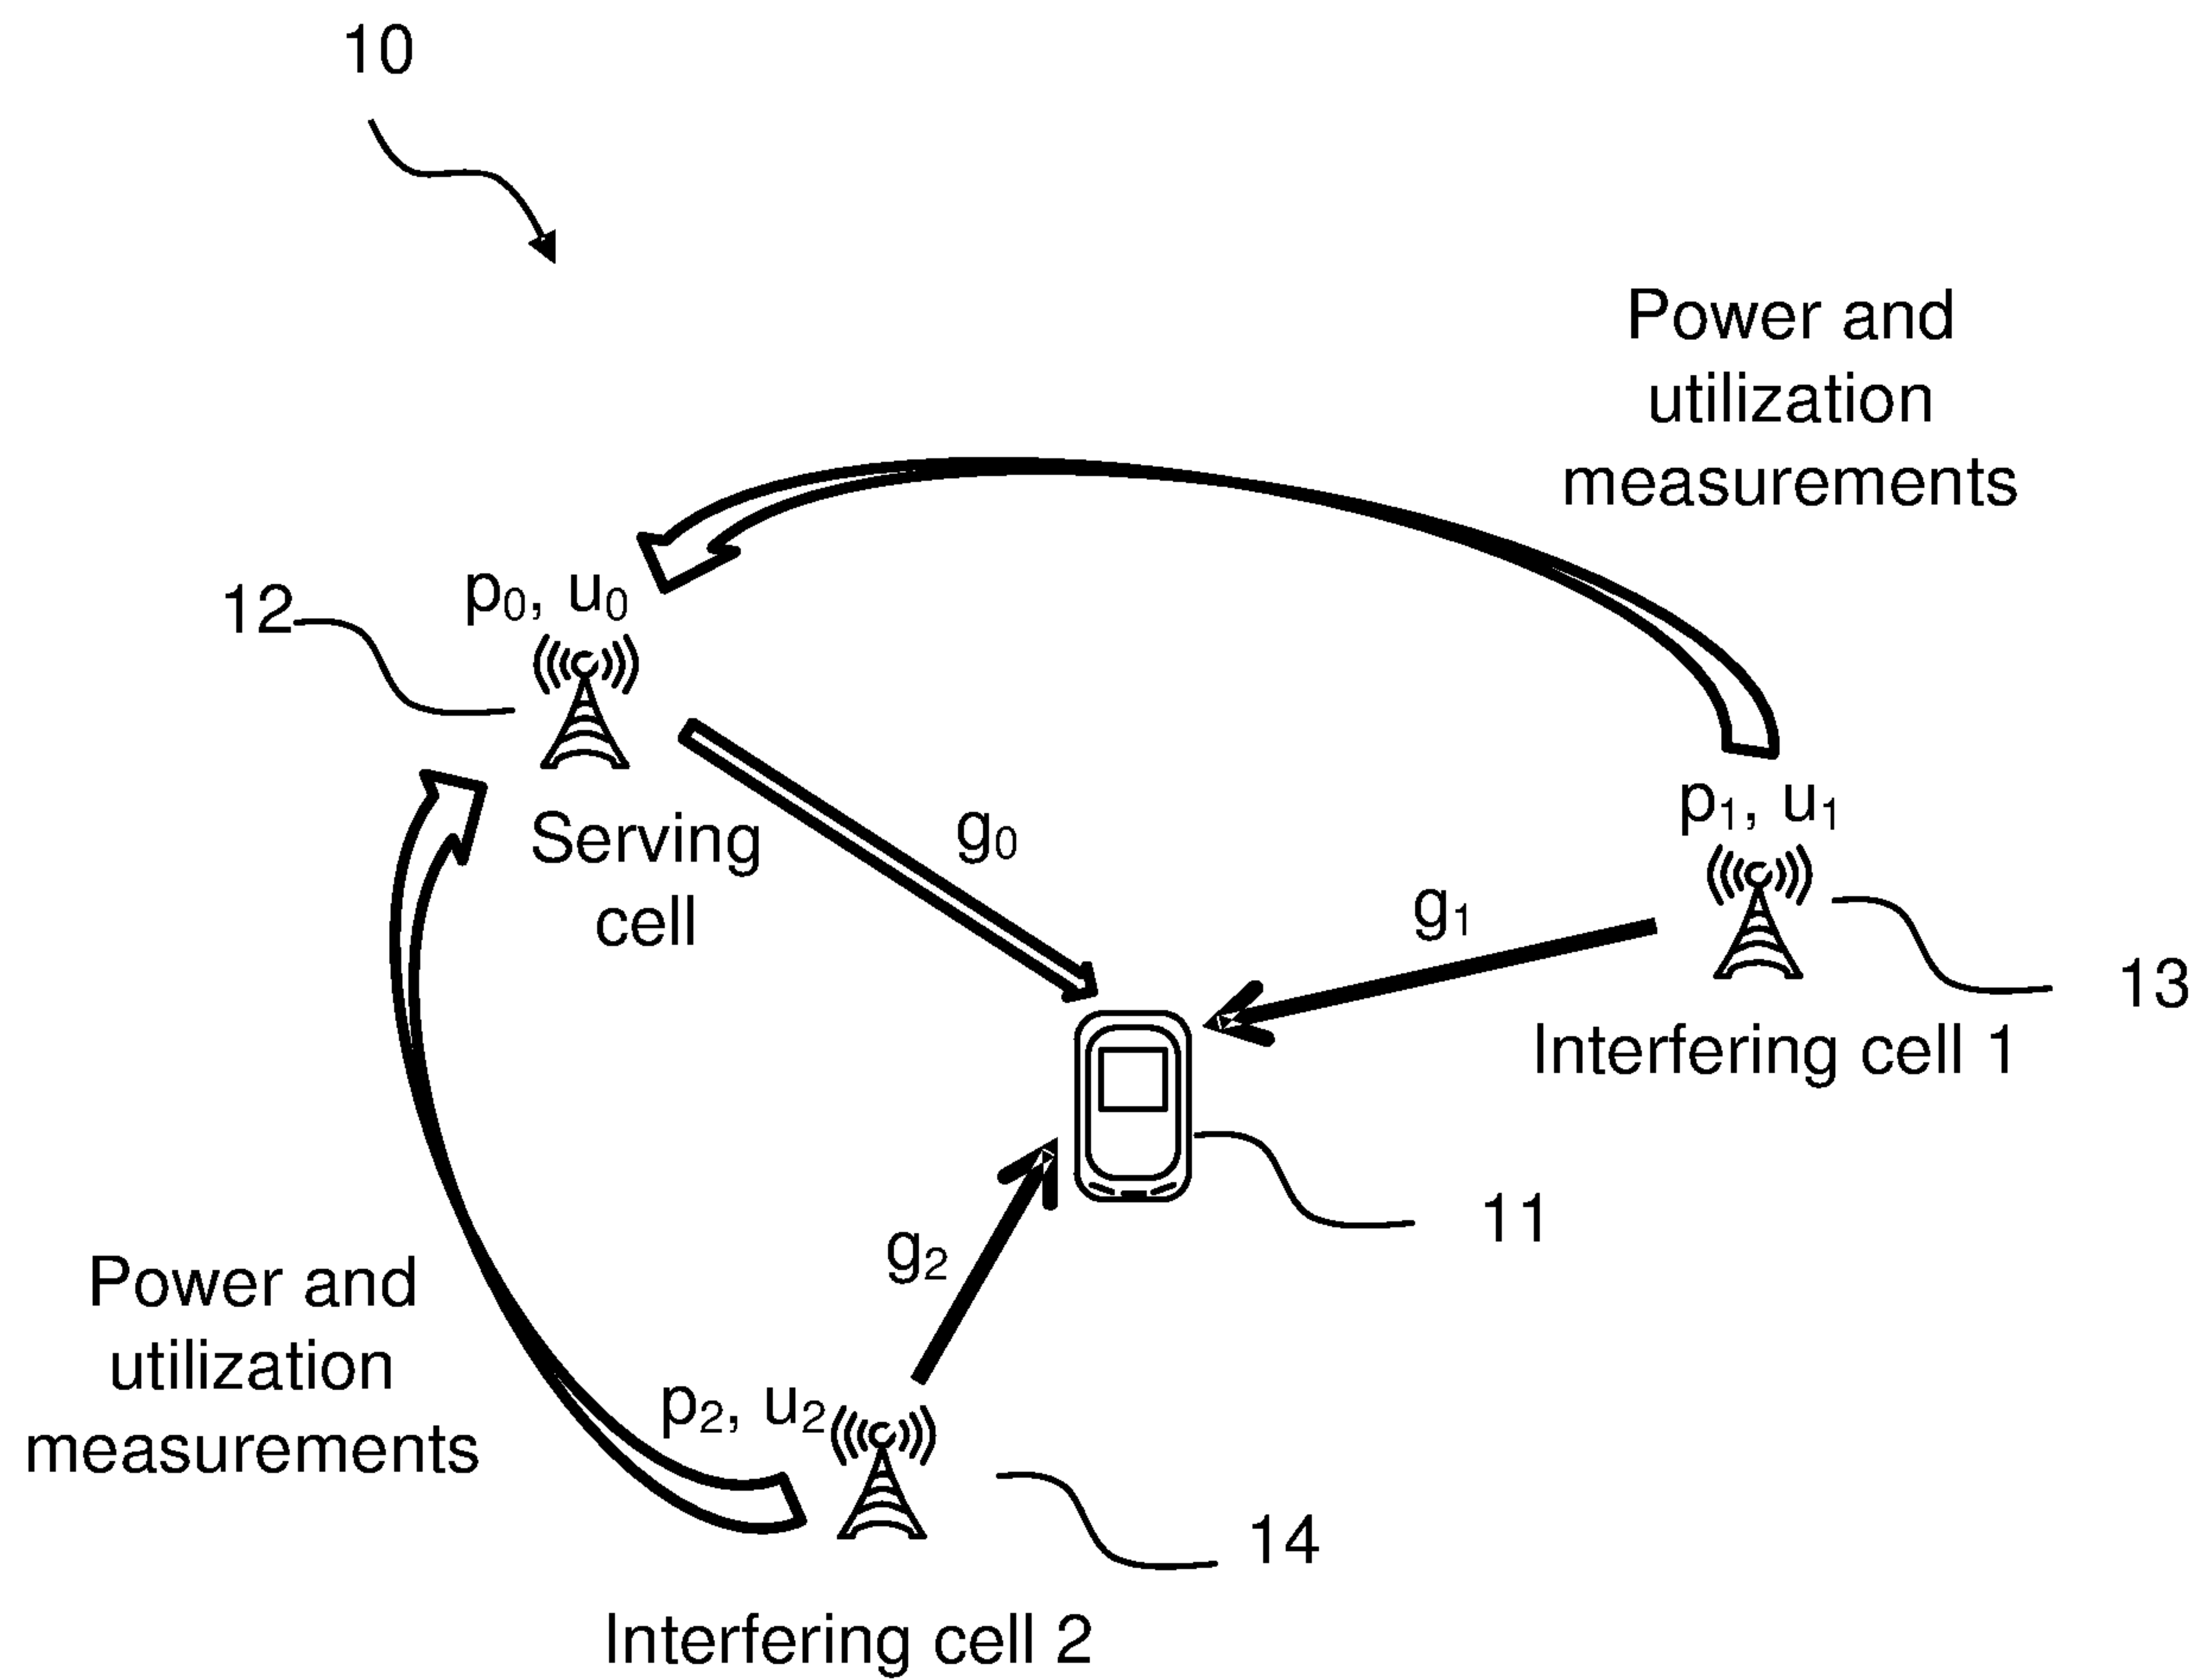 10
Power and
utilization
measurements
p₀, u₀
12
Serving
cell
g₀
p₁, u₁
g₁
13
Interfering cell 1
11
g₂
Power and
utilization
measurements
p₂, u₂
14
Interfering cell 2